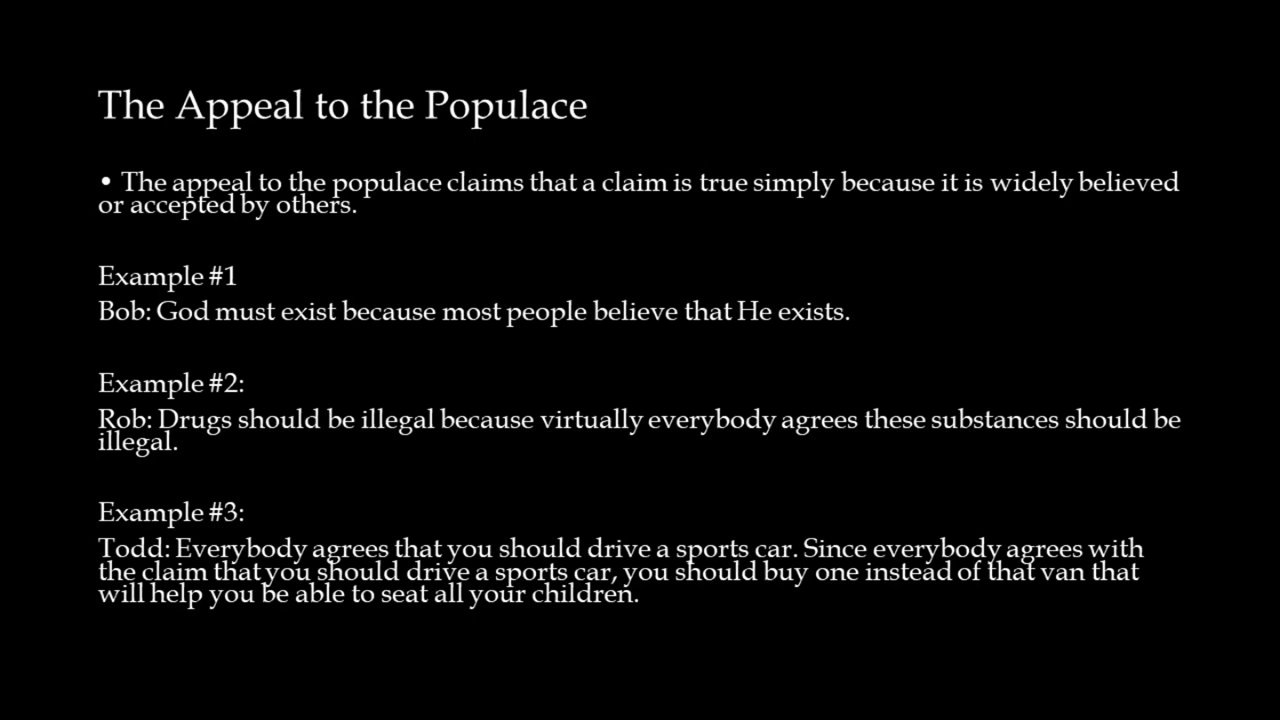 The Appeal to the Populace
• The appeal to the populace claims that a claim is true simply because it is widely believed
or accepted by others.
Example #1
Bob: God must exist because most people believe that He exists.
Example #2:
Rob: Drugs should be illegal because virtually everybody agrees these substances should be
illegal.
Example #3:
Todd: Everybody agrees that you should drive a sports car. Since everybody agrees with
the claim that you should drive a sports car, you should buy one instead of that van that
will help you be able to seat all your children.